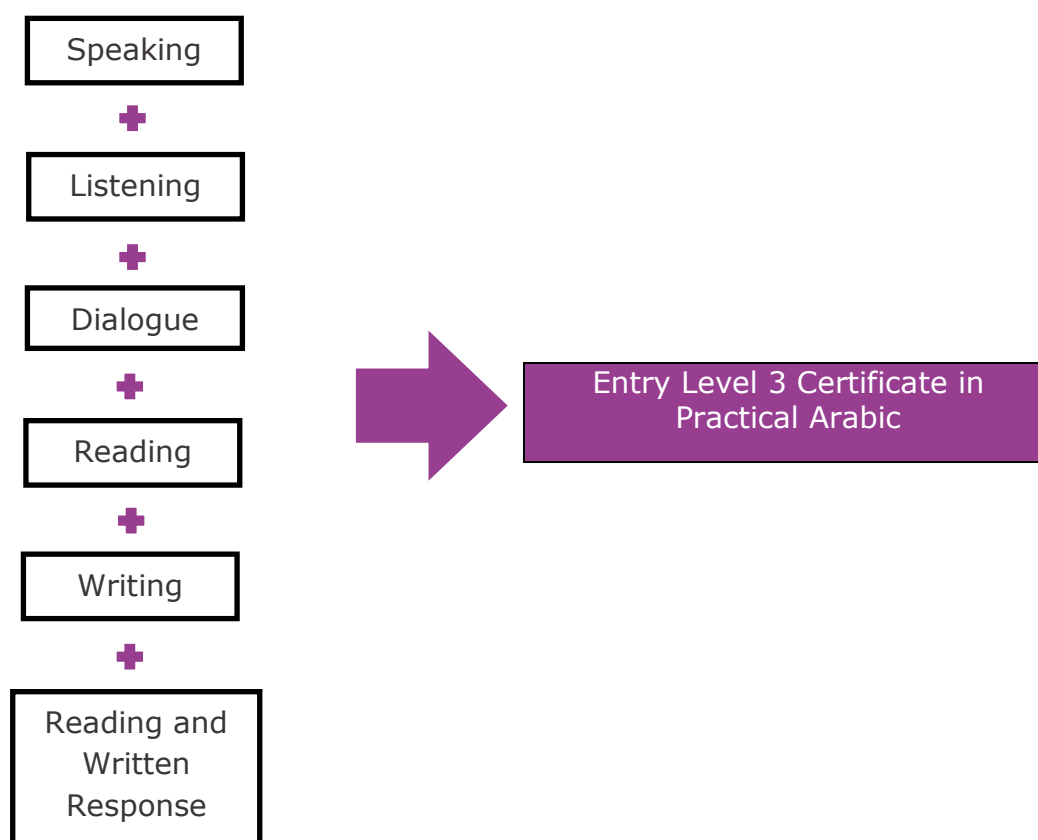 Speaking
Listening
Dialogue
Reading
Writing
Reading and
Written
Response
Entry Level 3 Certificate in
Practical Arabic